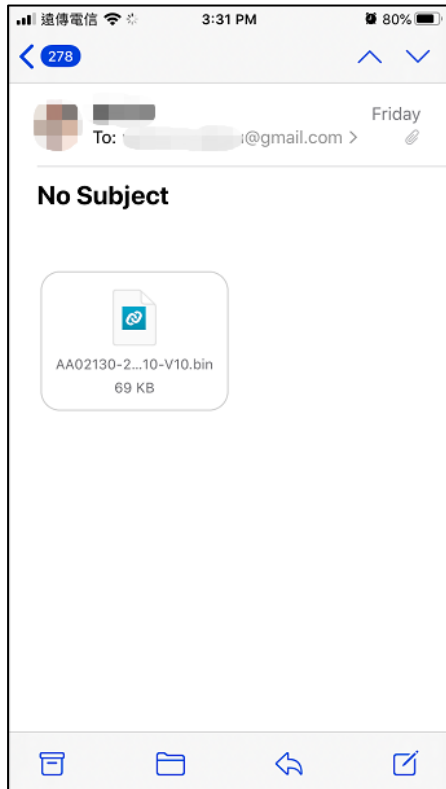 遠傳電信 3:31 PM 80%
278
Friday
To: @gmail.com >
No Subject
AA02130-2...10-V10.bin
69 KB